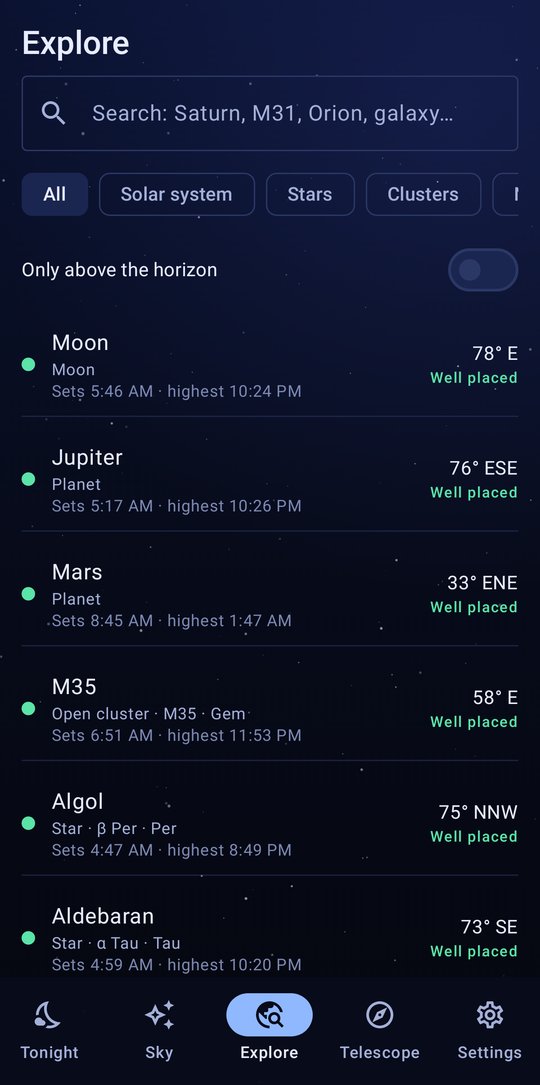 Explore
Search: Saturn, M31, Orion, galaxy…
All
Solar system
Stars
Clusters
Only above the horizon
Moon
78° E
Moon
Well placed
Sets 5:46 AM · highest 10:24 PM
Jupiter
76° ESE
Planet
Well placed
Sets 5:17 AM · highest 10:26 PM
Mars
33° ENE
Planet
Well placed
Sets 8:45 AM · highest 1:47 AM
M35
58° E
Open cluster · M35 · Gem
Well placed
Sets 6:51 AM · highest 11:53 PM
Algol
75° NNW
Star · β Per · Per
Well placed
Sets 4:47 AM · highest 8:49 PM
Aldebaran
73° SE
Star · α Tau · Tau
Well placed
Sets 4:59 AM · highest 10:20 PM
Tonight
Sky
Explore
Telescope
Settings